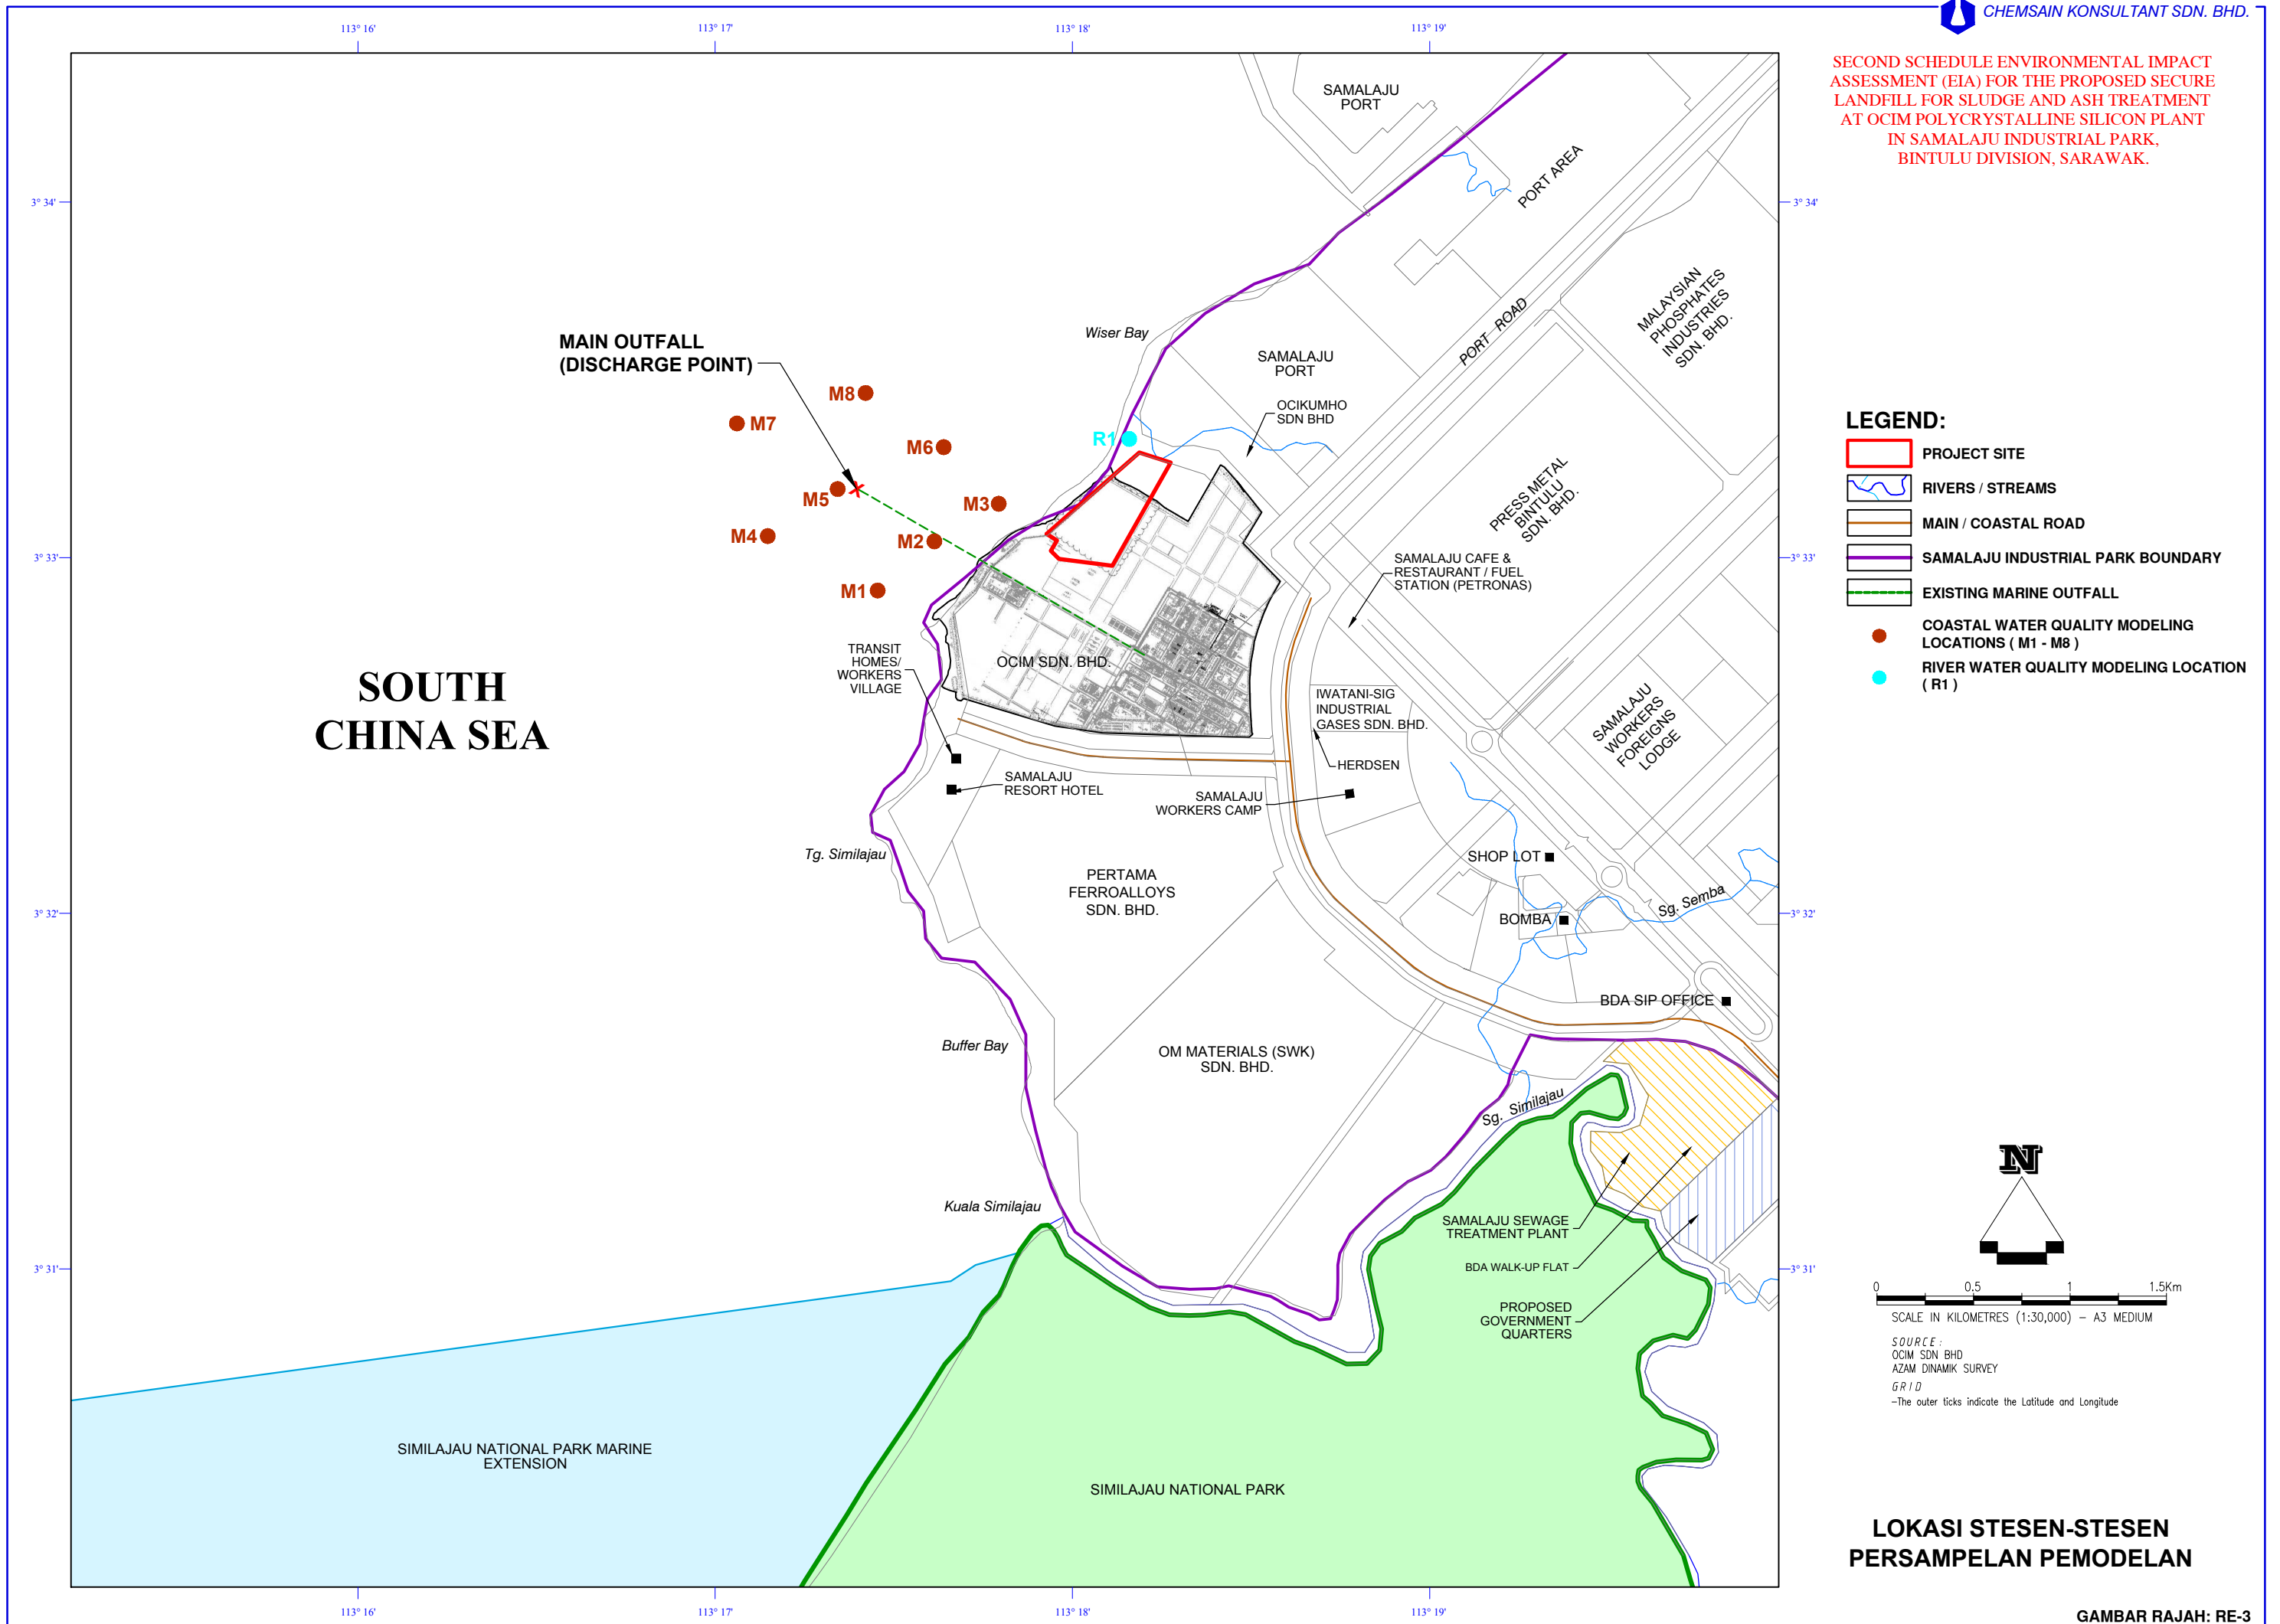 CHEMSAIN KONSULTANT SDN. BHD.
113° 16'
113° 17'
113° 18'
113° 19'
SECOND SCHEDULE ENVIRONMENTAL IMPACT
ASSESSMENT (EIA) FOR THE PROPOSED SECURE
LANDFILL FOR SLUDGE AND ASH TREATMENT
AT OCIM POLYCRYSTALLINE SILICON PLANT
IN SAMALAJU INDUSTRIAL PARK,
BINTULU DIVISION, SARAWAK.
SAMALAJU
PORT
PORT AREA
3° 34'
3° 34'
MALAYSIAN
PHOSPHATES
INDUSTRIES
SDN. BHD.
Wiser Bay
PORT ROAD
MAIN OUTFALL
(DISCHARGE POINT)
SAMALAJU
PORT
OCIKUMHO
SDN BHD
M8
M7
M6
R1
M5
M3
M4
M2
M1
PRESS METAL
BINTULU
SDN. BHD.
3° 33'
3° 33'
SAMALAJU CAFE &
RESTAURANT / FUEL
STATION (PETRONAS)
LEGEND:
PROJECT SITE
RIVERS / STREAMS
MAIN / COASTAL ROAD
SAMALAJU INDUSTRIAL PARK BOUNDARY
EXISTING MARINE OUTFALL
COASTAL WATER QUALITY MODELING
LOCATIONS ( M1 - M8 )
RIVER WATER QUALITY MODELING LOCATION
( R1 )
TRANSIT
HOMES/
WORKERS
VILLAGE
OCIM SDN. BHD.
SOUTH
CHINA SEA
IWATANI-SIG
INDUSTRIAL
GASES SDN. BHD.
SAMALAJU
WORKERS
FOREIGNS
LODGE
HERDSEN
SAMALAJU
RESORT HOTEL
SAMALAJU
WORKERS CAMP
Tg. Similajau
PERTAMA
FERROALLOYS
SDN. BHD.
SHOP LOT
Sg. Semba
3° 32'
3° 32'
BOMBA
BDA SIP OFFICE
Buffer Bay
OM MATERIALS (SWK)
SDN. BHD.
Sg. Similajau
Kuala Similajau
SAMALAJU SEWAGE
TREATMENT PLANT
BDA WALK-UP FLAT
PROPOSED
GOVERNMENT
QUARTERS
3° 31'
3° 31'
N
0 0.5 1 1.5Km
SCALE IN KILOMETRES (1:30,000) - A3 MEDIUM
SOURCE :
OCIM SDN BHD
AZAM DINAMIK SURVEY
GRID
-The outer ticks indicate the Latitude and Longitude
SIMILAJAU NATIONAL PARK MARINE
EXTENSION
SIMILAJAU NATIONAL PARK
LOKASI STESEN-STESEN
PERSAMPELAN PEMODELAN
113° 16'
113° 17'
113° 18'
113° 19'
GAMBAR RAJAH: RE-3